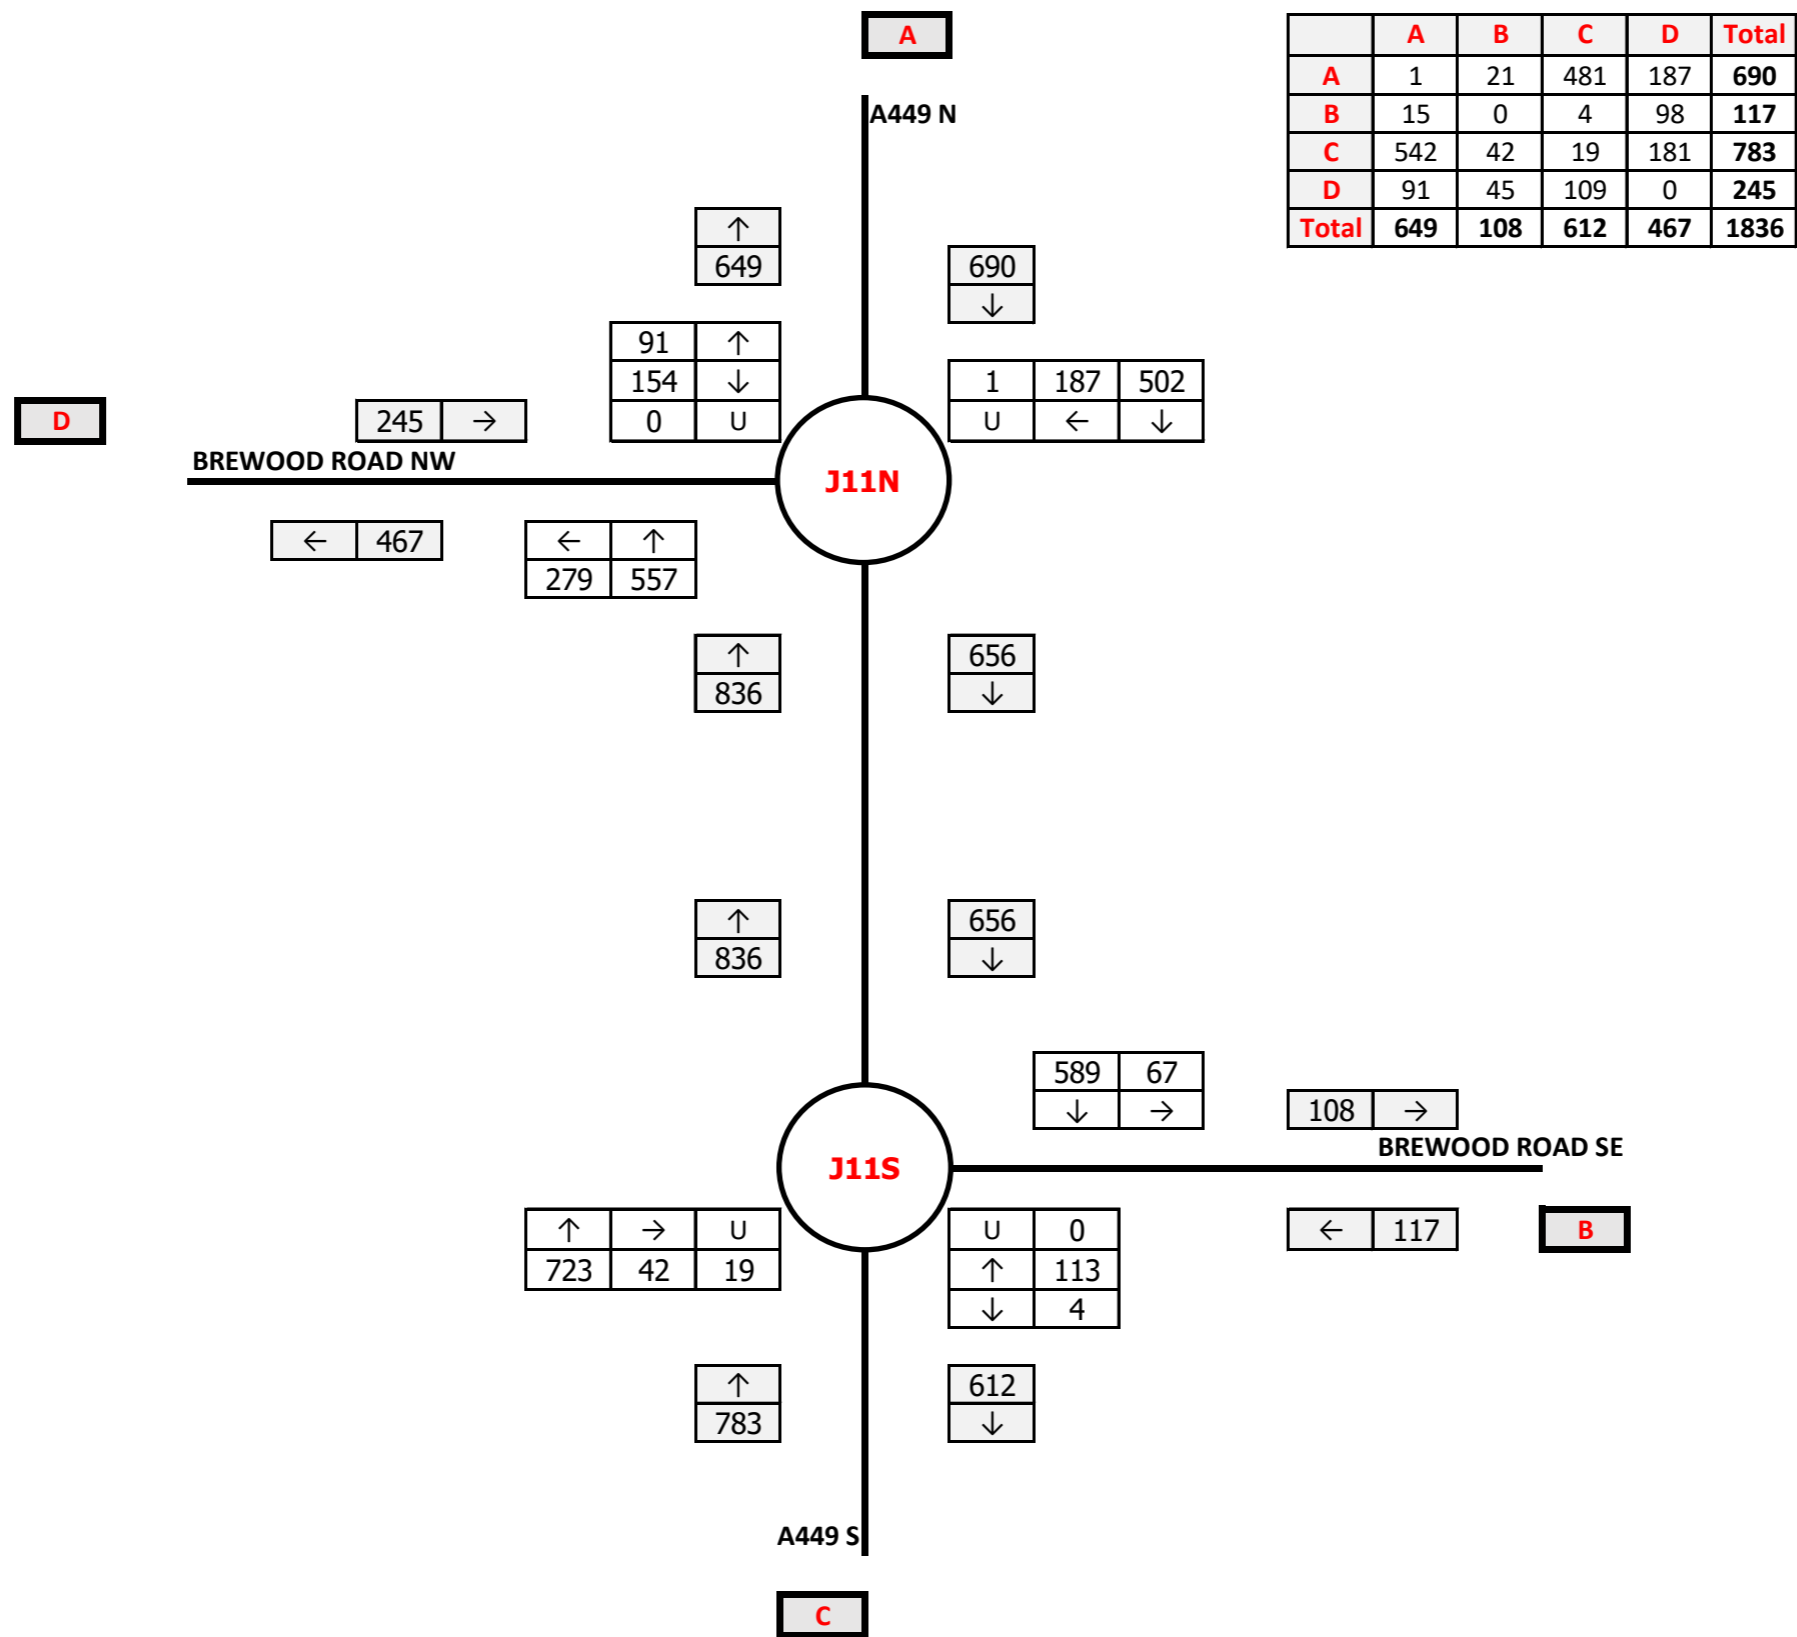 A
A B C D Total
A 1 21 481 187 690
B 15 0 4 98 117
C 542 42 19 181 783
D 91 45 109 0 245
Total 649 108 612 467 1836
A449 N
↑
649
690
↓
91 ↑
154 ↓
0 U
1 187 502
U ← ↓
D
245 →
BREWOOD ROAD NW
J11N
← 467
← ↑
279 557
↑
836
656
↓
↑
836
656
↓
589 67
↓ →
108 →
BREWOOD ROAD SE
J11S
↑ → U
723 42 19
U 0
↑ 113
↓ 4
← 117
B
↑
783
612
↓
A449 S
C